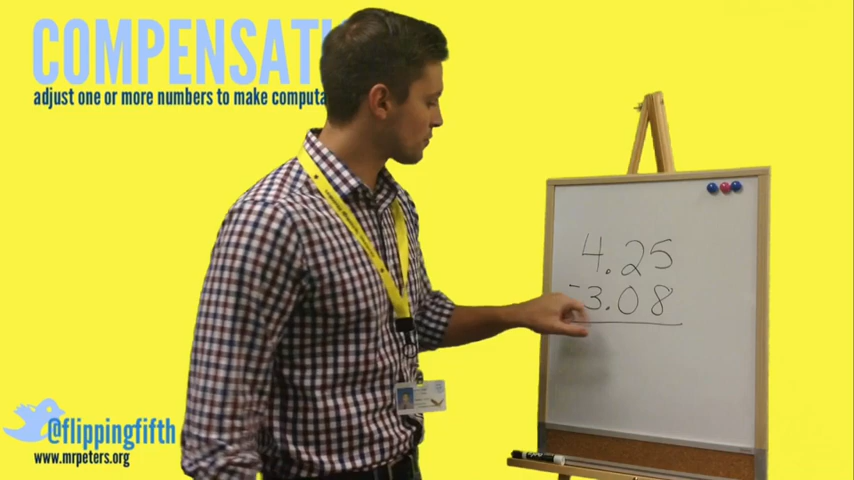 COMPENSATI
adjust one or more numbers to make computa
4.25
-3.08
@flippingfifth
www.mrpeters.org